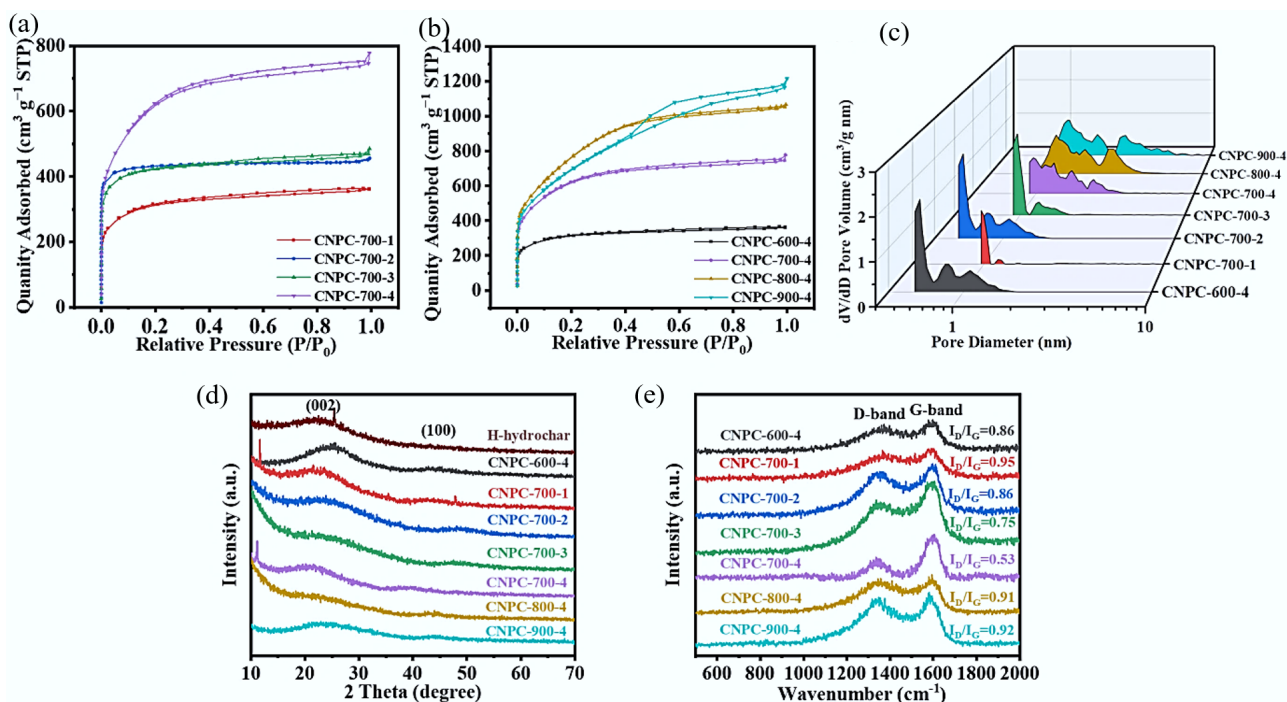 (a)
800
600
400
200
0
Quanity Adsorbed (cm³ g⁻¹ STP)
CNPC-700-1
CNPC-700-2
CNPC-700-3
CNPC-700-4
0.0 0.2 0.4 0.6 0.8 1.0
Relative Pressure (P/P₀)
(b)
1400
1200
1000
800
600
400
200
0
Quanity Adsorbed (cm³ g⁻¹ STP)
CNPC-600-4
CNPC-700-4
CNPC-800-4
CNPC-900-4
0.0 0.2 0.4 0.6 0.8 1.0
Relative Pressure (P/P₀)
(c)
3
2
1
0
dV/dD Pore Volume (cm³/g nm)
CNPC-900-4
CNPC-800-4
CNPC-700-4
CNPC-700-3
CNPC-700-2
CNPC-700-1
CNPC-600-4
1 10
Pore Diameter (nm)
(d)
(002)
(100)
H-hydrochar
CNPC-600-4
CNPC-700-1
CNPC-700-2
CNPC-700-3
CNPC-700-4
CNPC-800-4
CNPC-900-4
Intensity (a.u.)
10 20 30 40 50 60 70
2 Theta (degree)
(e)
D-band G-band
CNPC-600-4 I_D/I_G=0.86
CNPC-700-1 I_D/I_G=0.95
CNPC-700-2 I_D/I_G=0.86
CNPC-700-3 I_D/I_G=0.75
CNPC-700-4 I_D/I_G=0.53
CNPC-800-4 I_D/I_G=0.91
CNPC-900-4 I_D/I_G=0.92
Intensity (a.u.)
600 800 1000 1200 1400 1600 1800 2000
Wavenumber (cm⁻¹)